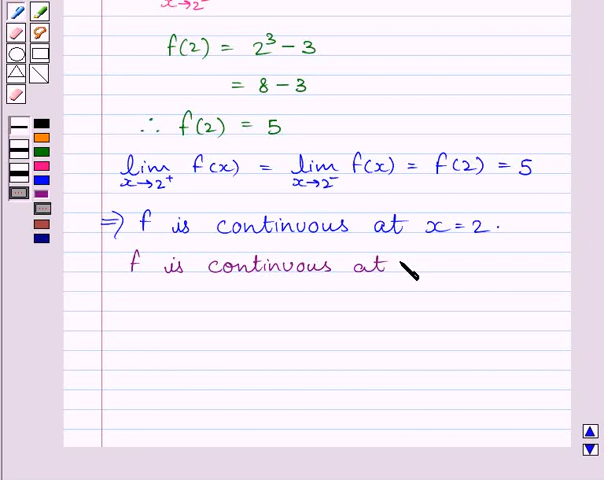 x→2⁻
f(2) = 2³ − 3
= 8 − 3
∴ f(2) = 5
lim x→2⁺ f(x) = lim x→2⁻ f(x) = f(2) = 5
⇒ f is continuous at x = 2.
f is continuous at